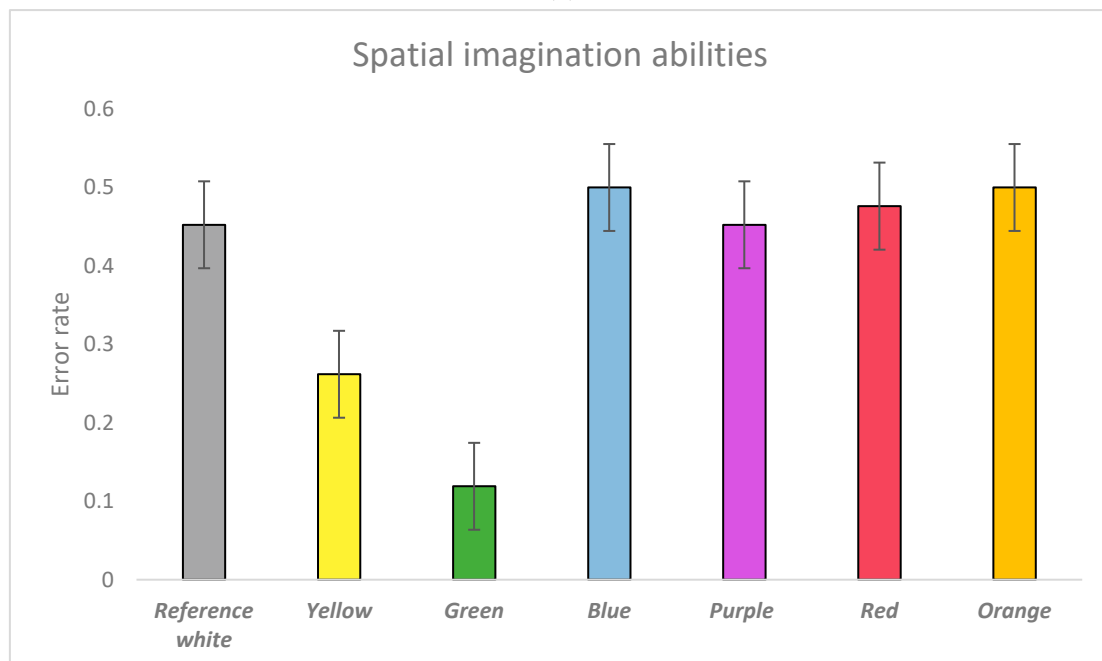 Spatial imagination abilities
0.6
0.5
0.4
0.3
0.2
0.1
0
Error rate
Reference white
Yellow
Green
Blue
Purple
Red
Orange